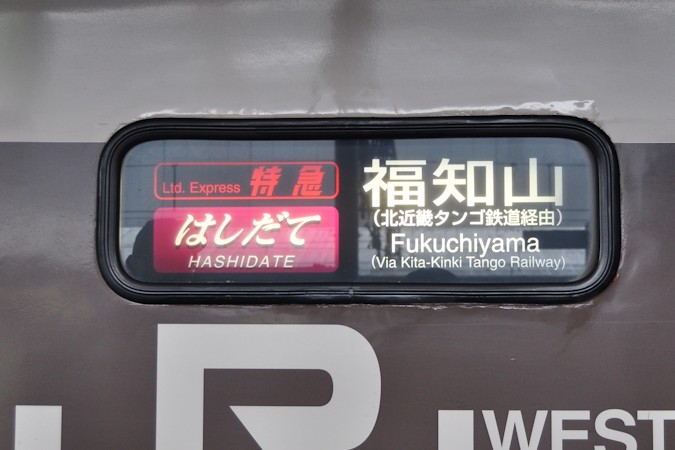 Ltd. Express 特急
はしだて
HASHIDATE
福知山
(北近畿タンゴ鉄道経由)
Fukuchiyama
(Via Kita-Kinki Tango Railway)
R
WEST